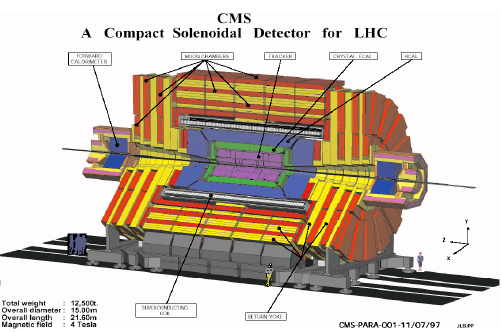 CMS
A Compact Solenoidal Detector for LHC
FORWARD
CALORIMETER
MUON CHAMBERS
TRACKER
CRYSTAL ECAL
HCAL
Y
Z
X
Total weight : 12,500t.
Overall diameter : 15.00m
Overall length : 21.60m
Magnetic field : 4 Tesla
SUPERCONDUCTING
COIL
RETURN YOKE
CMS-PARA-001-11/07/97
JLB.PP